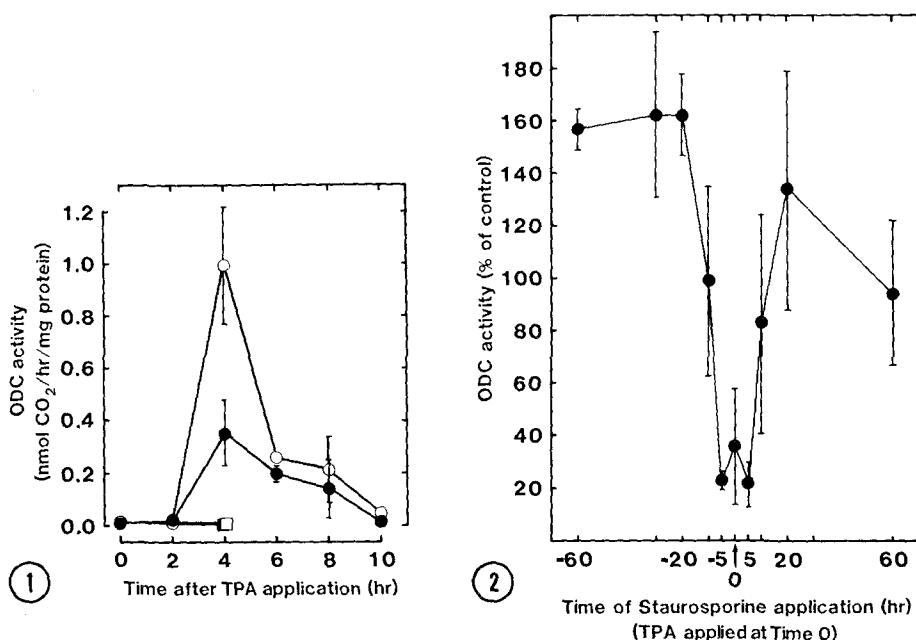 ODC activity
(nmol CO₂/hr/mg protein)
1.2
1.0
0.8
0.6
0.4
0.2
0.0
0 2 4 6 8 10
Time after TPA application (hr)
1
ODC activity (% of control)
180
160
140
120
100
80
60
40
20
-60 -20 -5 5 20 60
0
Time of Staurosporine application (hr)
(TPA applied at Time 0)
2